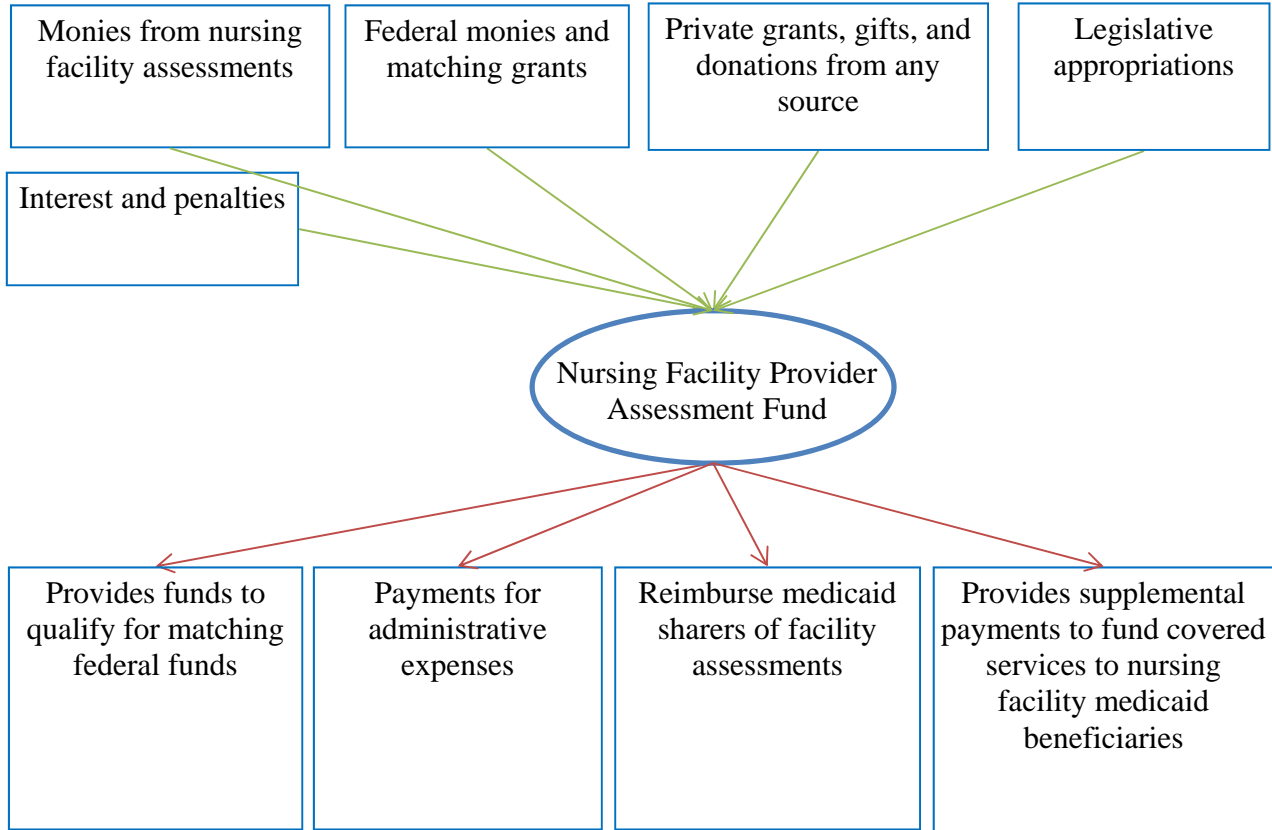 Monies from nursing
facility assessments
Federal monies and
matching grants
Private grants, gifts, and
donations from any
source
Legislative
appropriations
Interest and penalties
Nursing Facility Provider
Assessment Fund
Provides funds to
qualify for matching
federal funds
Payments for
administrative
expenses
Reimburse medicaid
sharers of facility
assessments
Provides supplemental
payments to fund covered
services to nursing
facility medicaid
beneficiaries